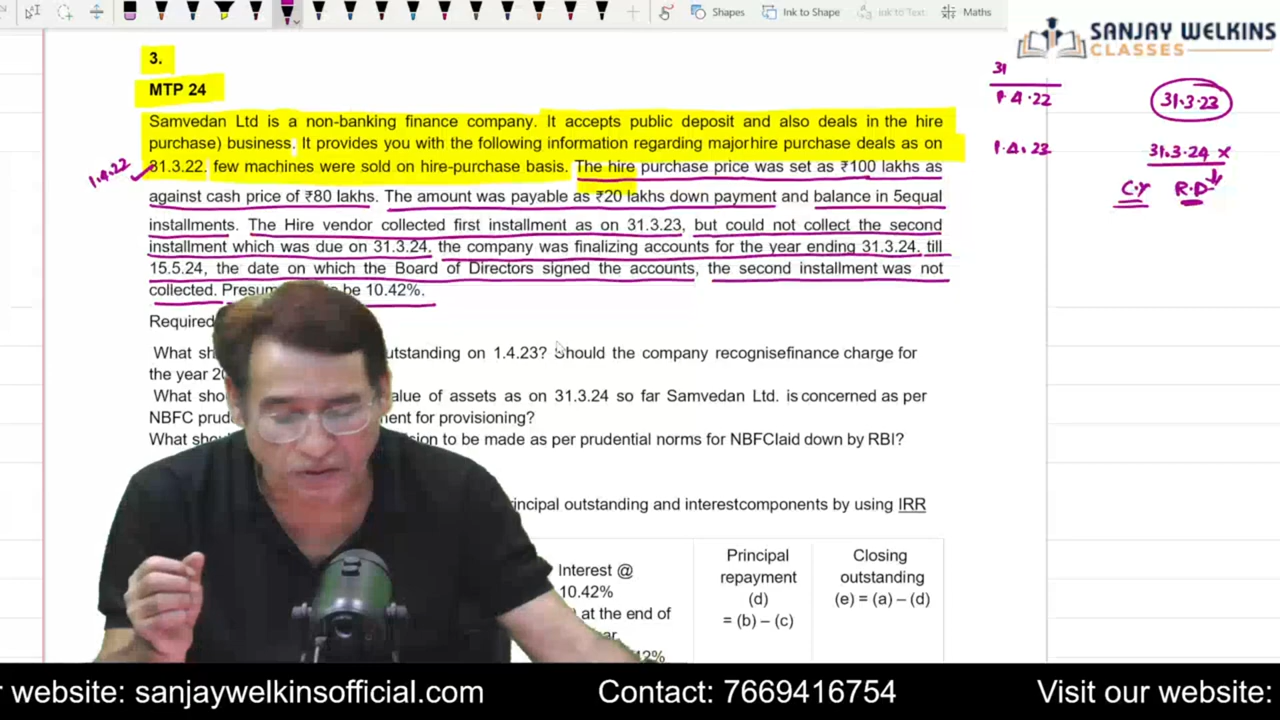 Shapes
Ink to Shape
Ink to Text
Maths
SANJAY WELKINS
CLASSES
3.
MTP 24
Samvedan Ltd is a non-banking finance company. It accepts public deposit and also deals in the hire
purchase) business. It provides you with the following information regarding majorhire purchase deals as on
31.3.22. few machines were sold on hire-purchase basis. The hire purchase price was set as ₹100 lakhs as
against cash price of ₹80 lakhs. The amount was payable as ₹20 lakhs down payment and balance in 5equal
installments. The Hire vendor collected first installment as on 31.3.23, but could not collect the second
installment which was due on 31.3.24. the company was finalizing accounts for the year ending 31.3.24. till
15.5.24, the date on which the Board of Directors signed the accounts, the second installment was not
collected. Presum be 10.42%.
Required
What sh utstanding on 1.4.23? Should the company recognisefinance charge for
the year 20
What shou alue of assets as on 31.3.24 so far Samvedan Ltd. is concerned as per
NBFC prud ent for provisioning?
What shou ision to be made as per prudential norms for NBFClaid down by RBI?
rincipal outstanding and interestcomponents by using IRR
Interest @
10.42%
at the end of
ear
42%
Principal
repayment
(d)
= (b) – (c)
Closing
outstanding
(e) = (a) – (d)
1.4.22
31
1.4.22
1.4.23
31.3.23
31.3.24 x
C.Y R.D
r website: sanjaywelkinsofficial.com Contact: 7669416754 Visit our website: